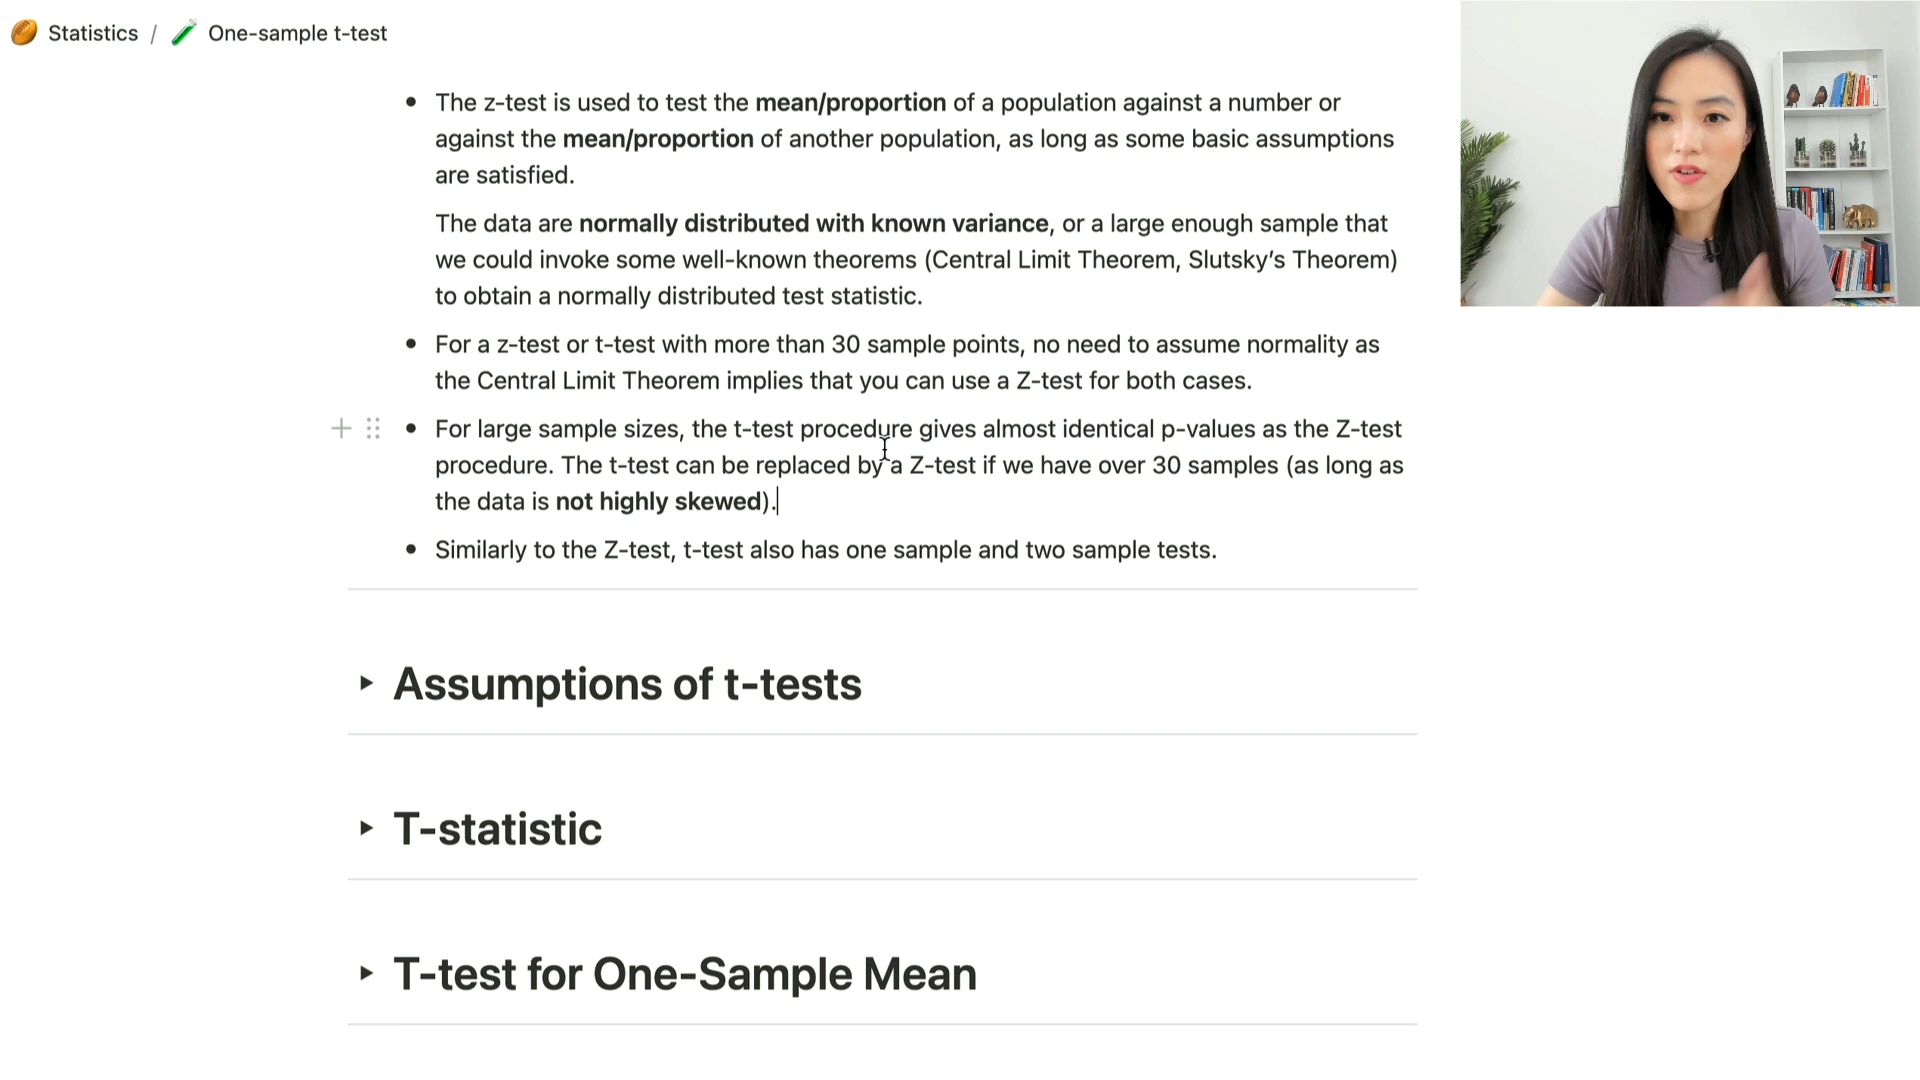 Statistics / One-sample t-test
The z-test is used to test the mean/proportion of a population against a number or
against the mean/proportion of another population, as long as some basic assumptions
are satisfied.
The data are normally distributed with known variance, or a large enough sample that
we could invoke some well-known theorems (Central Limit Theorem, Slutsky’s Theorem)
to obtain a normally distributed test statistic.
For a z-test or t-test with more than 30 sample points, no need to assume normality as
the Central Limit Theorem implies that you can use a Z-test for both cases.
For large sample sizes, the t-test procedure gives almost identical p-values as the Z-test
procedure. The t-test can be replaced by a Z-test if we have over 30 samples (as long as
the data is not highly skewed).
Similarly to the Z-test, t-test also has one sample and two sample tests.
Assumptions of t-tests
T-statistic
T-test for One-Sample Mean